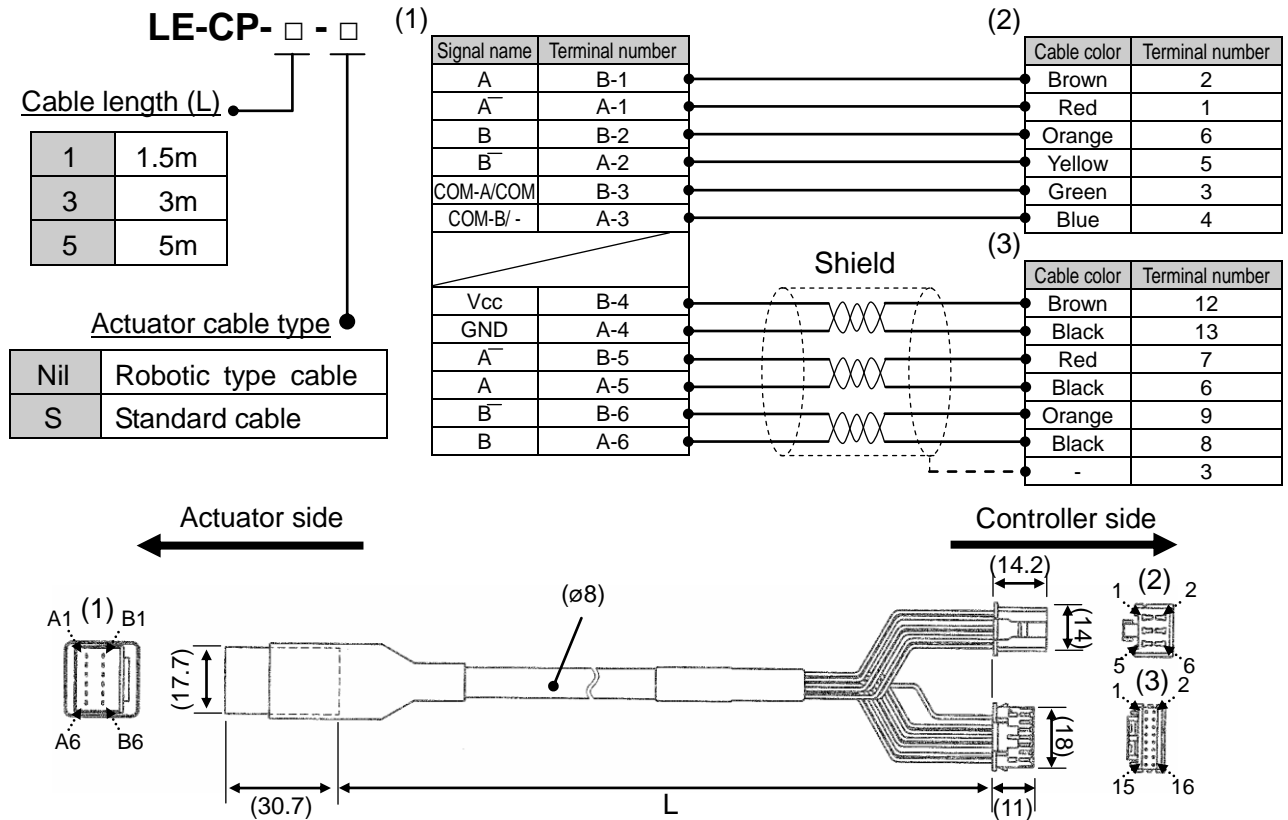 LE-CP- □ - □
Cable length (L)
1 1.5m
3 3m
5 5m
Actuator cable type
Nil Robotic type cable
S Standard cable
(1)
Signal name Terminal number
A B-1
A̅ A-1
B B-2
B̅ A-2
COM-A/COM B-3
COM-B/ - A-3
Vcc B-4
GND A-4
A̅ B-5
A A-5
B̅ B-6
B A-6
Shield
(2)
Cable color Terminal number
Brown 2
Red 1
Orange 6
Yellow 5
Green 3
Blue 4
(3)
Cable color Terminal number
Brown 12
Black 13
Red 7
Black 6
Orange 9
Black 8
- 3
Actuator side
Controller side
A1 (1) B1
A6 B6
(17.7)
(30.7)
(ø8)
L
(14.2)
(14)
(18)
(11)
1 (2) 2
5 6
1 (3) 2
15 16